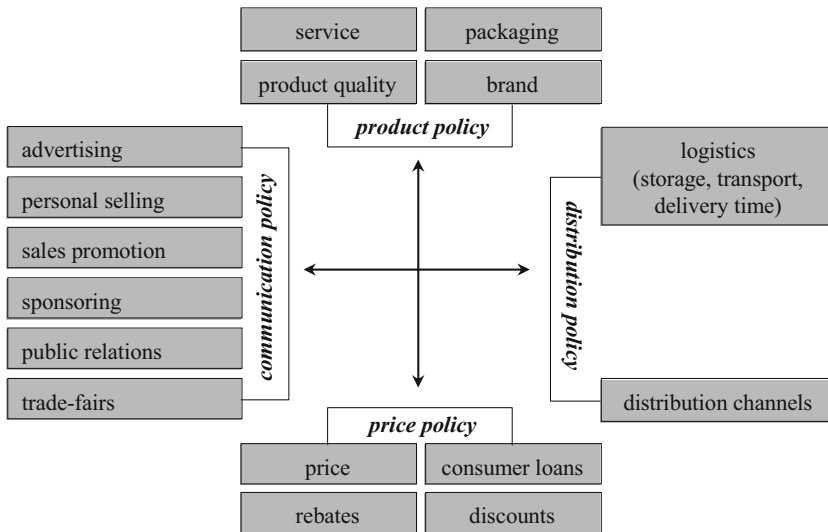 service
packaging
product quality
brand
product policy
advertising
personal selling
sales promotion
sponsoring
public relations
trade-fairs
communication policy
logistics
(storage, transport,
delivery time)
distribution policy
distribution channels
price policy
price
consumer loans
rebates
discounts